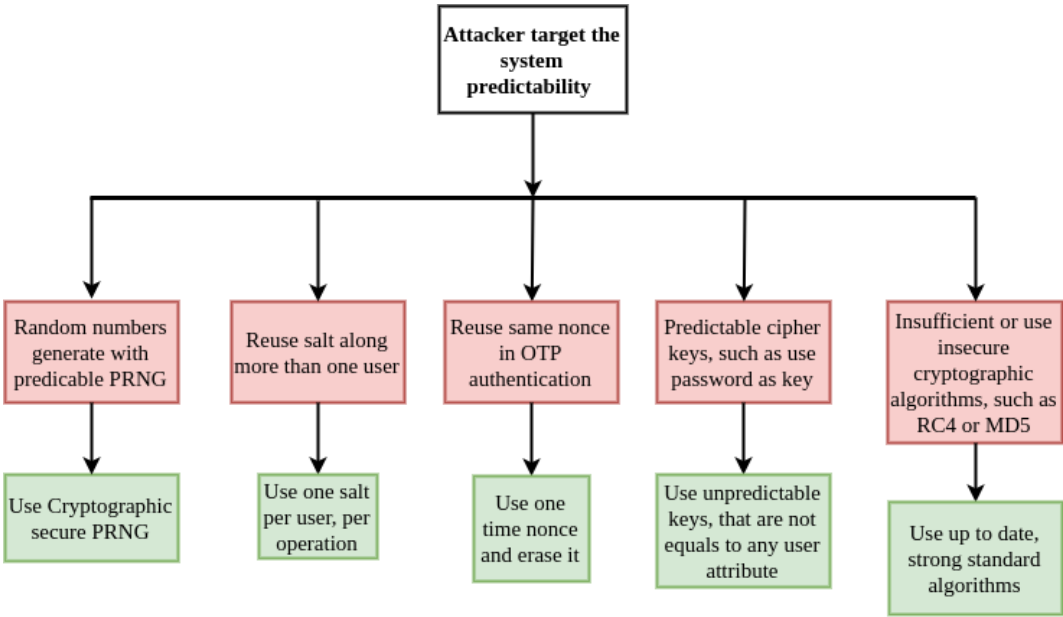 Attacker target the
system
predictability
Random numbers
generate with
predicable PRNG
Reuse salt along
more than one user
Reuse same nonce
in OTP
authentication
Predictable cipher
keys, such as use
password as key
Insufficient or use
insecure
cryptographic
algorithms, such as
RC4 or MD5
Use Cryptographic
secure PRNG
Use one salt
per user, per
operation
Use one
time nonce
and erase it
Use unpredictable
keys, that are not
equals to any user
attribute
Use up to date,
strong standard
algorithms